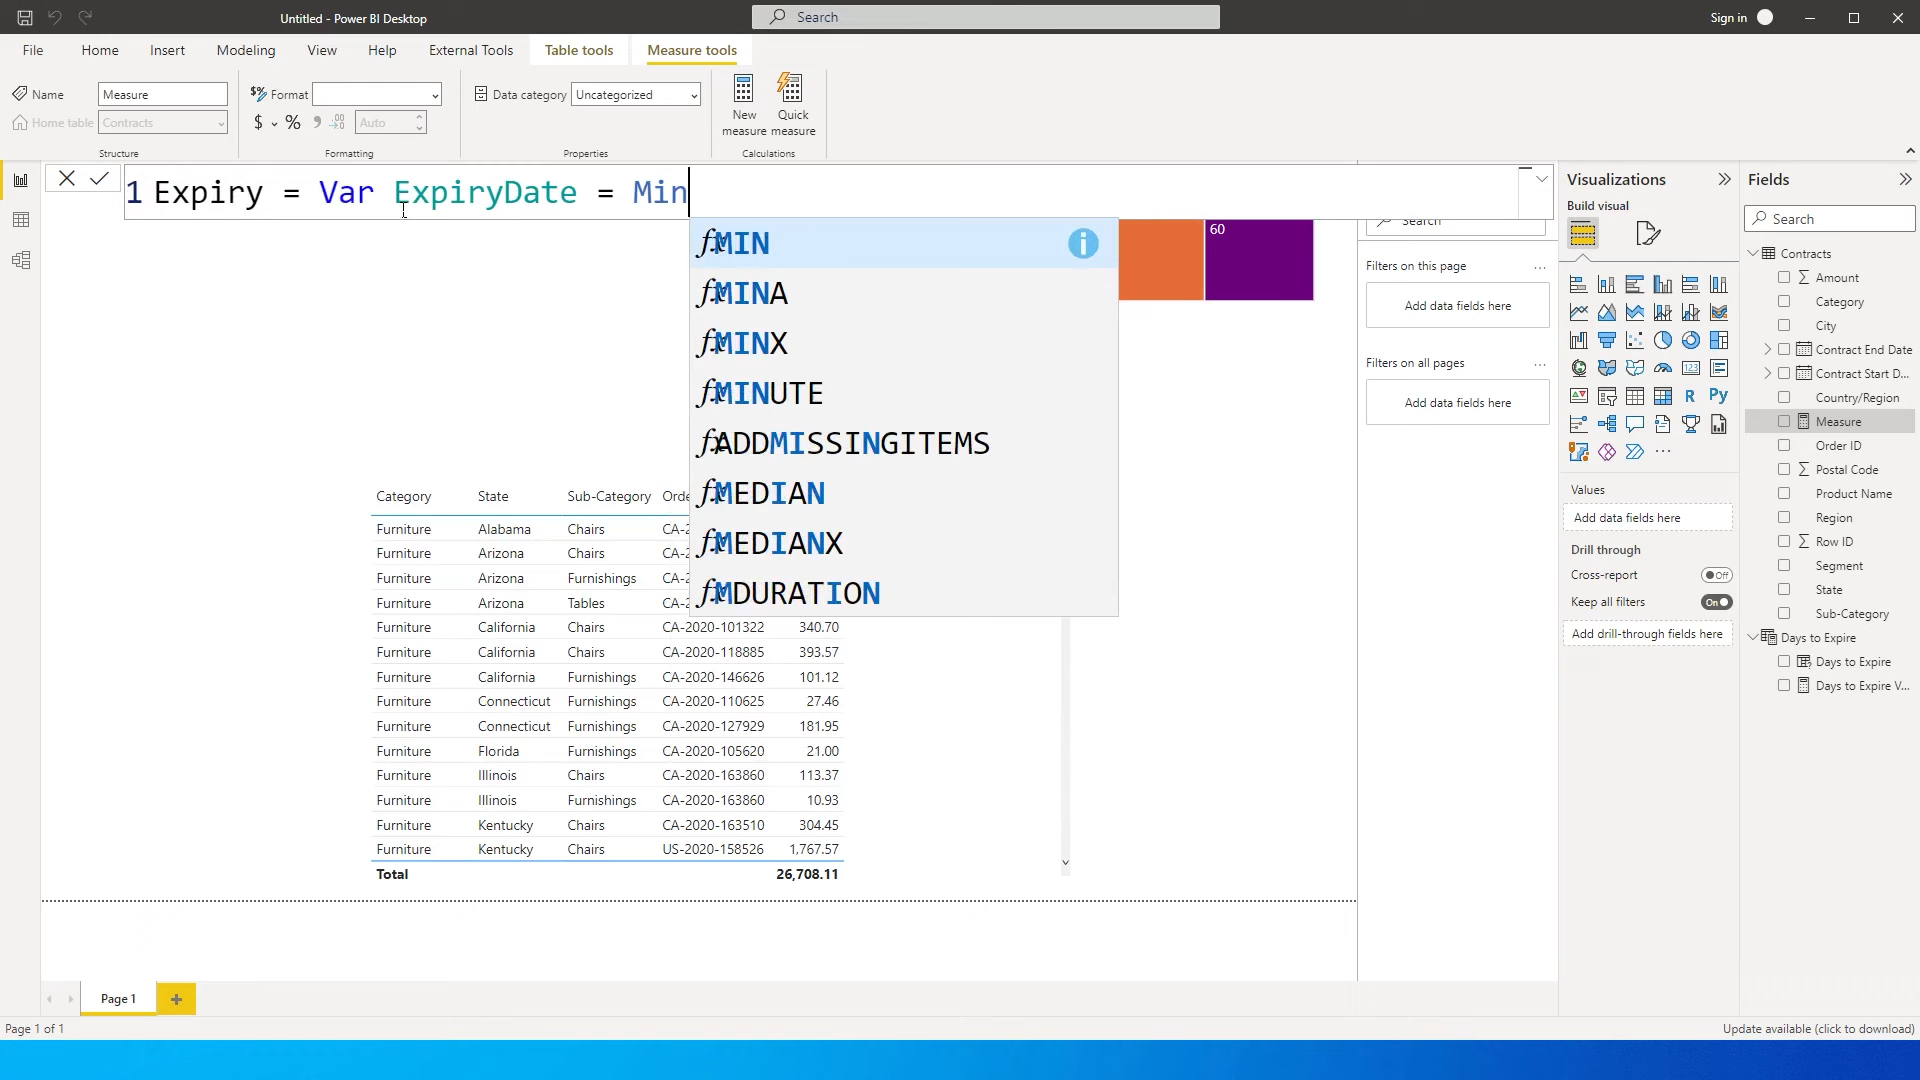 Untitled - Power BI Desktop
Search
Sign in
File
Home
Insert
Modeling
View
Help
External Tools
Table tools
Measure tools
Name
Measure
Home table
Contracts
Structure
Format
$
%
Auto
Formatting
Data category
Uncategorized
Properties
New measure
Quick measure
Calculations
1 Expiry = Var ExpiryDate = Min
MIN
MINA
MINX
MINUTE
ADDMISSINGITEMS
MEDIAN
MEDIANX
MDURATION
60
Category State Sub-Category Orde
Furniture Alabama Chairs CA-2
Furniture Arizona Chairs CA-2
Furniture Arizona Furnishings CA-2
Furniture Arizona Tables CA-2
Furniture California Chairs CA-2020-101322 340.70
Furniture California Chairs CA-2020-118885 393.57
Furniture California Furnishings CA-2020-146626 101.12
Furniture Connecticut Furnishings CA-2020-110625 27.46
Furniture Connecticut Furnishings CA-2020-127929 181.95
Furniture Florida Furnishings CA-2020-105620 21.00
Furniture Illinois Chairs CA-2020-163860 113.37
Furniture Illinois Furnishings CA-2020-163860 10.93
Furniture Kentucky Chairs CA-2020-163510 304.45
Furniture Kentucky Chairs US-2020-158526 1,767.57
Total 26,708.11
Search
Filters on this page ...
Add data fields here
Filters on all pages ...
Add data fields here
Visualizations
Build visual
123
R
Py
...
Values
Add data fields here
Drill through
Cross-report Off
Keep all filters On
Add drill-through fields here
Fields
Search
Contracts
Amount
Category
City
Contract End Date
Contract Start D...
Country/Region
Measure
Order ID
Postal Code
Product Name
Region
Row ID
Segment
State
Sub-Category
Days to Expire
Days to Expire
Days to Expire V...
Page 1
Page 1 of 1
Update available (click to download)